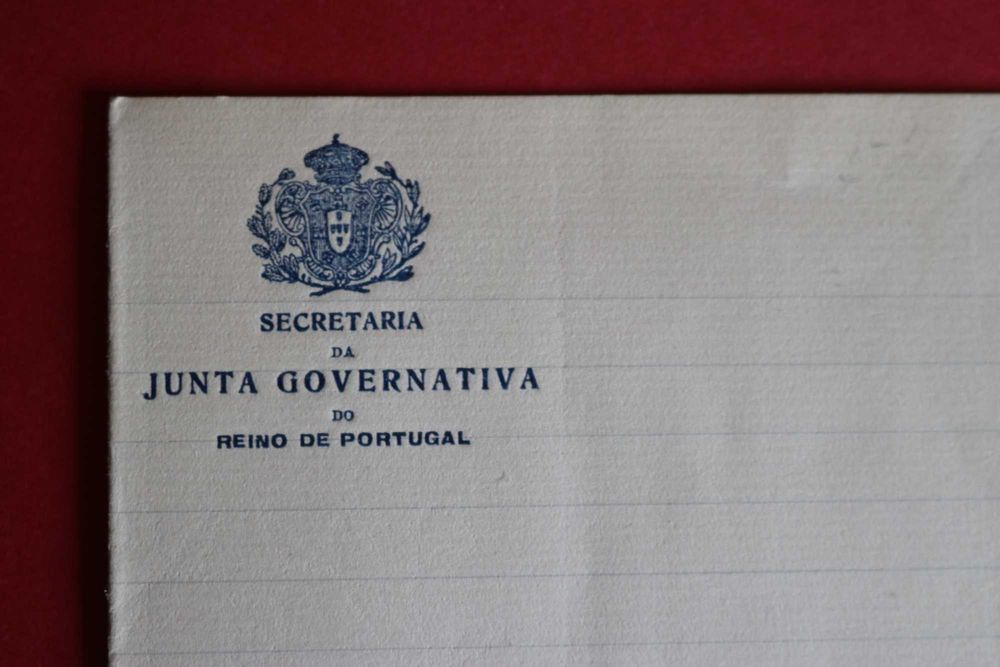 SECRETARIA
DA
JUNTA GOVERNATIVA
DO
REINO DE PORTUGAL